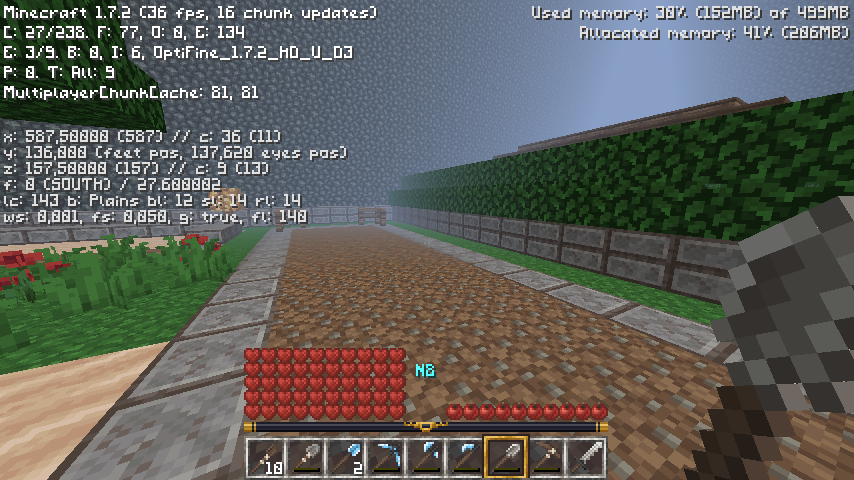 Minecraft 1.7.2 (36 fps, 16 chunk updates)
C: 27/238. F: 77, O: 0, E: 134
E: 3/9. B: 0, I: 6, OptiFine_1.7.2_HD_U_D3
P: 0. T: All: 9
MultiplayerChunkCache: 81, 81
x: 587,50000 (587) // c: 36 (11)
y: 136,000 (feet pos, 137,620 eyes pos)
z: 157,50000 (157) // c: 9 (13)
f: 0 (SOUTH) / 27.600002
lc: 143 b: Plains bl: 12 sl: 14 rl: 14
ws: 0,001, fs: 0,050, g: true, fl: 140
Used memory: 30% (152MB) of 499MB
Allocated memory: 41% (206MB)
N8
10
2